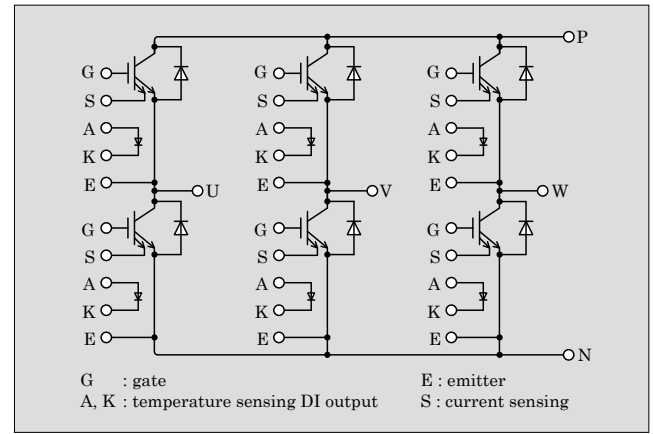 P
G G G
S S S
A A A
K K K
E E E
U V W
G G G
S S S
A A A
K K K
E E E
N
G : gate E : emitter
A, K : temperature sensing DI output S : current sensing